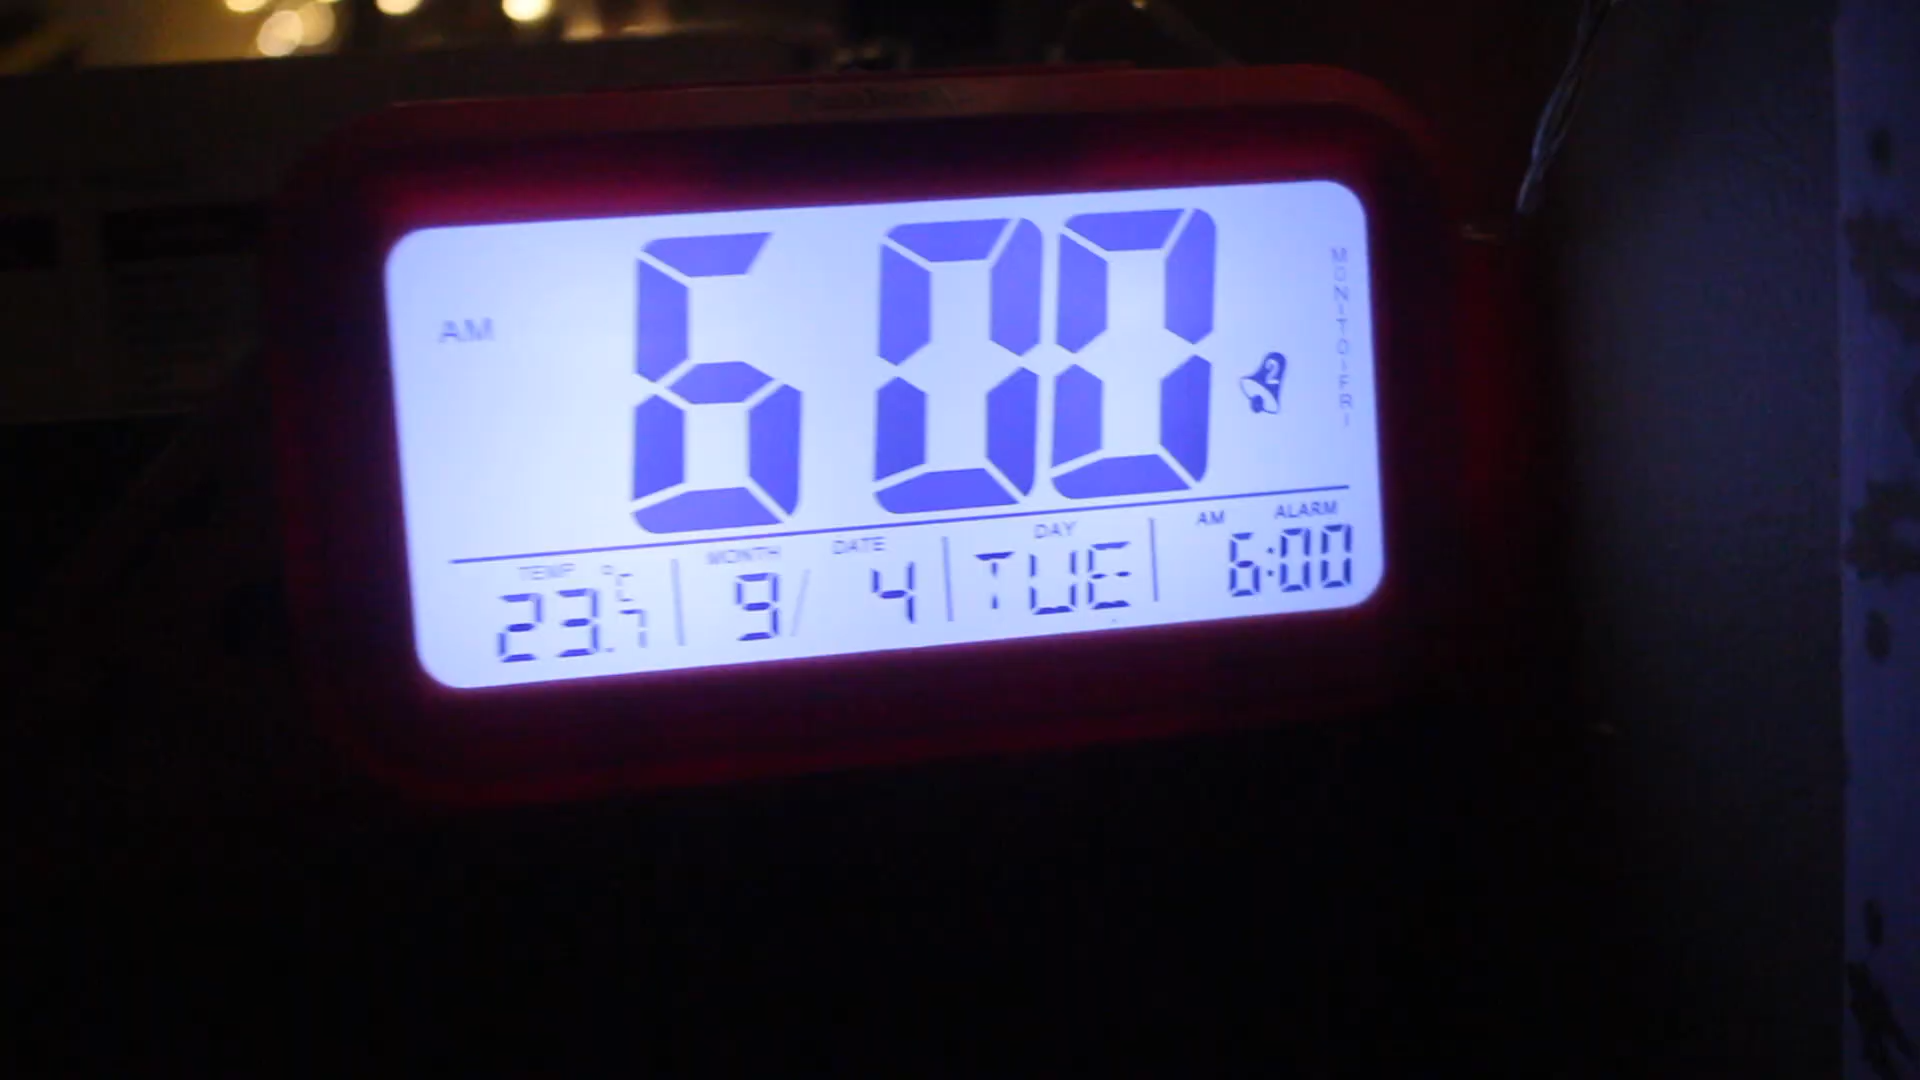 AM 6 00 2
MON|TO|FRI
TEMP °C MONTH DATE DAY AM ALARM
23.7 9/ 4 TUE 6:00